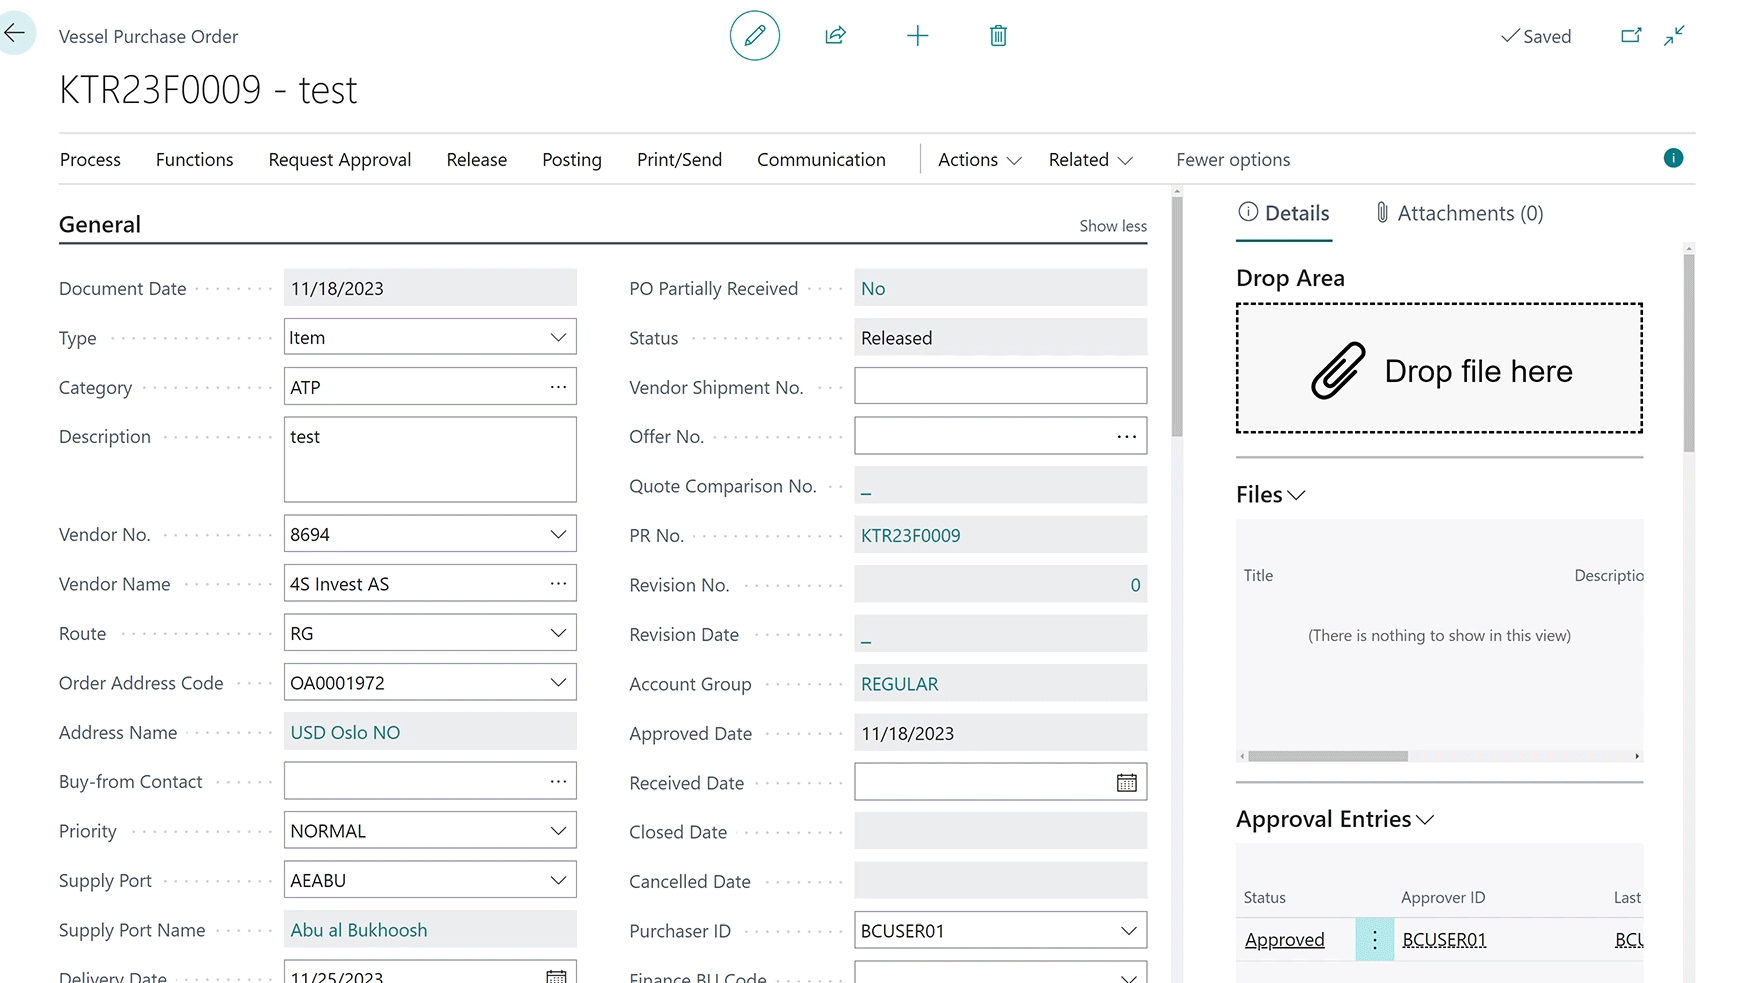 Vessel Purchase Order
Saved
KTR23F0009 - test
Process Functions Request Approval Release Posting Print/Send Communication Actions Related Fewer options
General
Show less
Document Date 11/18/2023
Type Item
Category ATP
Description test
Vendor No. 8694
Vendor Name 4S Invest AS
Route RG
Order Address Code OA0001972
Address Name USD Oslo NO
Buy-from Contact
Priority NORMAL
Supply Port AEABU
Supply Port Name Abu al Bukhoosh
Delivery Date 11/25/2023
PO Partially Received No
Status Released
Vendor Shipment No.
Offer No.
Quote Comparison No. _
PR No. KTR23F0009
Revision No. 0
Revision Date _
Account Group REGULAR
Approved Date 11/18/2023
Received Date
Closed Date
Cancelled Date
Purchaser ID BCUSER01
Finance BU Code
Details Attachments (0)
Drop Area
Drop file here
Files
Title Descriptio
(There is nothing to show in this view)
Approval Entries
Status Approver ID Last
Approved BCUSER01 BCU